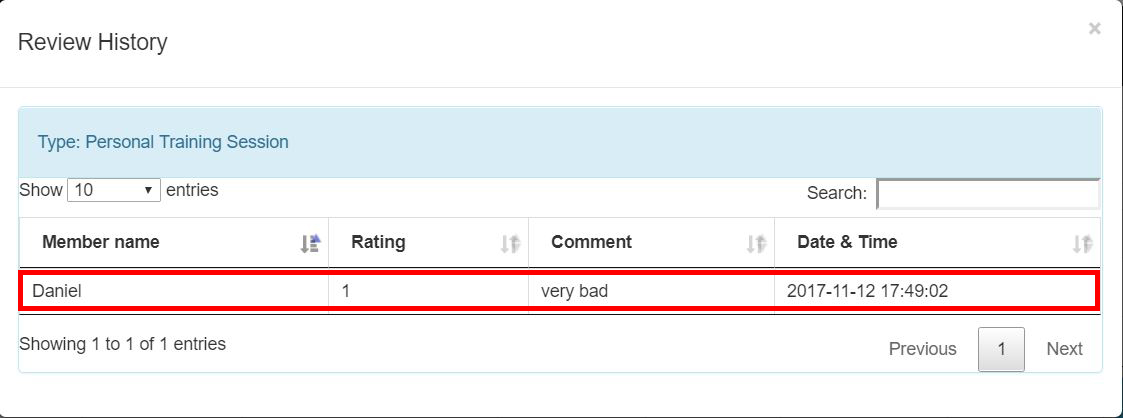 Review History
×
Type: Personal Training Session
Show 10 entries
Search:
Member name Rating Comment Date & Time
Daniel 1 very bad 2017-11-12 17:49:02
Showing 1 to 1 of 1 entries
Previous 1 Next